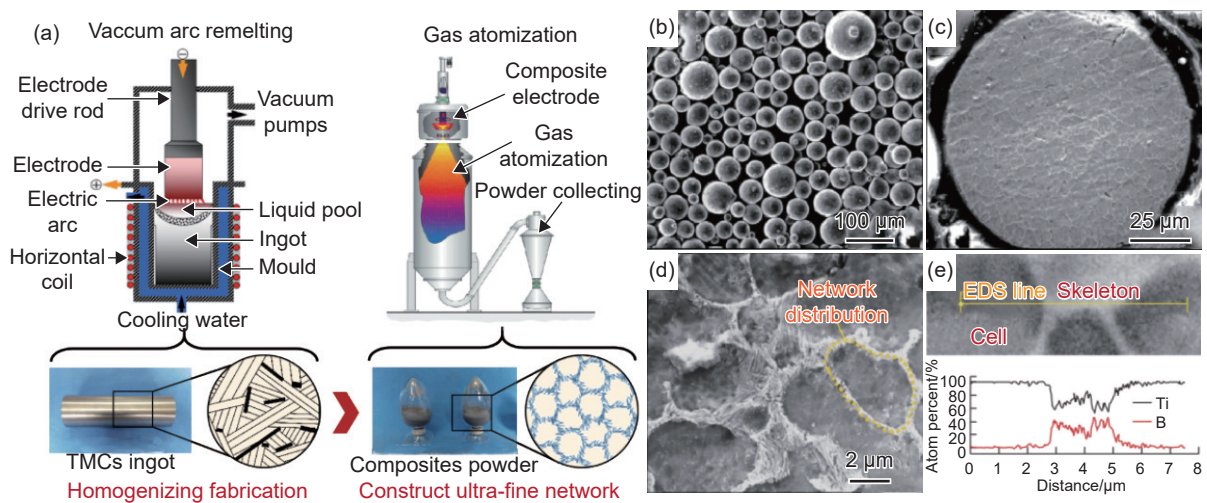 (a)
Vaccum arc remelting
Electrode
drive rod
Vacuum
pumps
Electrode
Electric
arc
Liquid pool
Ingot
Horizontal
coil
Mould
Cooling water
Gas atomization
Composite
electrode
Gas
atomization
Powder collecting
TMCs ingot
Homogenizing fabrication
Composites powder
Construct ultra-fine network
(b)
100 μm
(c)
25 μm
(d)
Network
distribution
2 μm
(e)
EDS line Skeleton
Cell
Atom percent/%
100
80
60
40
20
0
Ti
B
0 1 2 3 4 5 6 7 8
Distance/μm